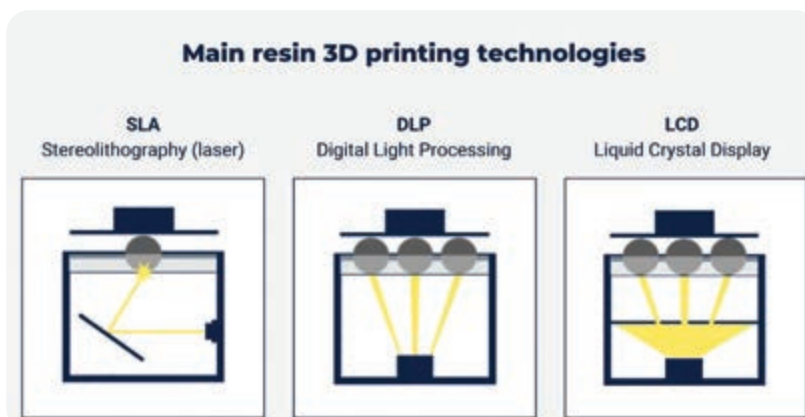 Main resin 3D printing technologies
SLA
Stereolithography (laser)
DLP
Digital Light Processing
LCD
Liquid Crystal Display